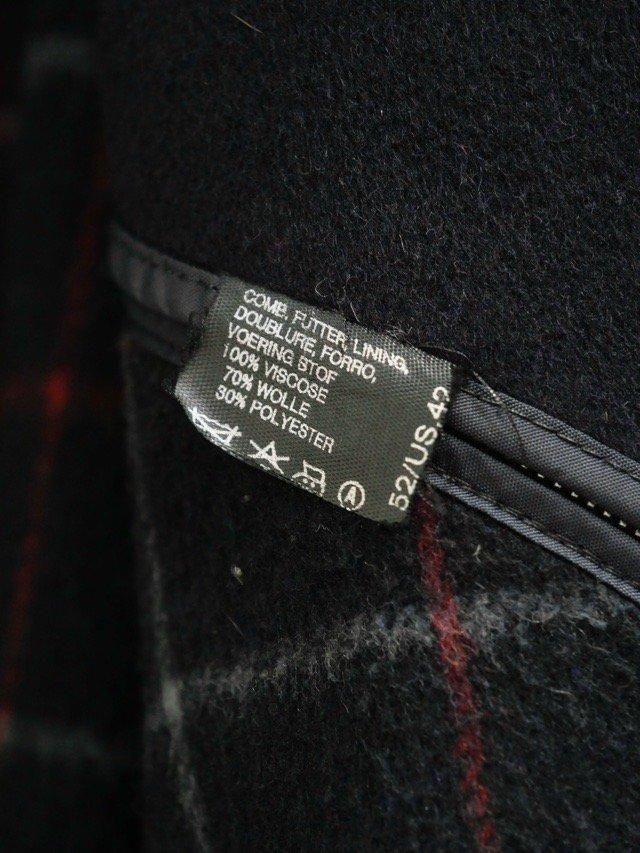 COMB. FUTTER, LINING,
DOUBLURE, FORRO,
VOERING STOF
100% VISCOSE
70% WOLLE
30% POLYESTER
A
52/US.42